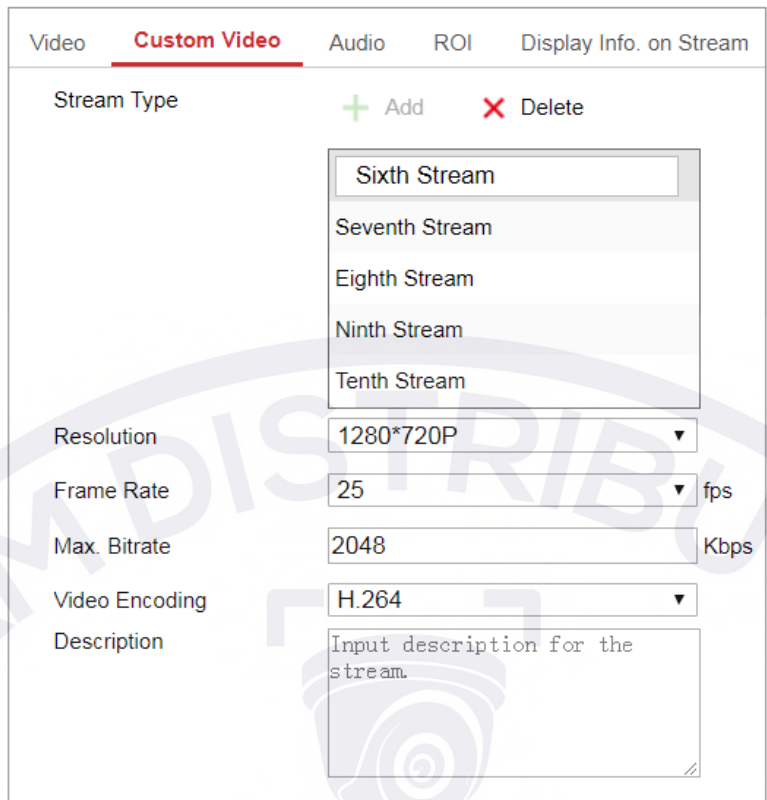 Video Custom Video Audio ROI Display Info. on Stream
Stream Type + Add × Delete
Sixth Stream
Seventh Stream
Eighth Stream
Ninth Stream
Tenth Stream
Resolution 1280*720P
Frame Rate 25 fps
Max. Bitrate 2048 Kbps
Video Encoding H.264
Description Input description for the
stream.
AM DISTRIBU